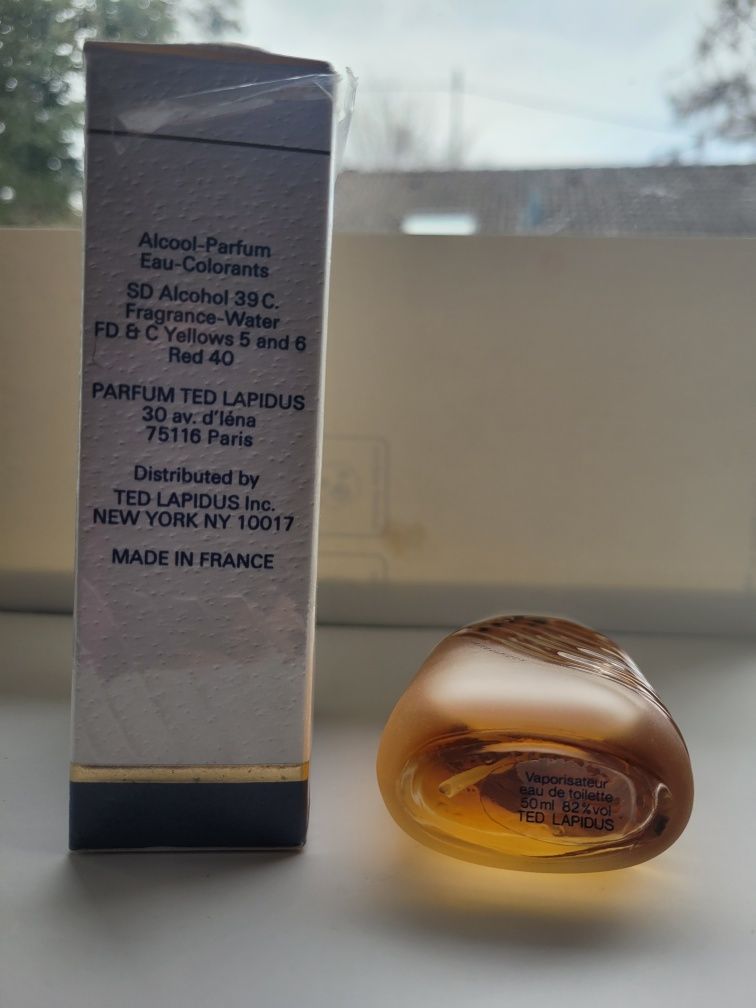 Alcool-Parfum
Eau-Colorants
SD Alcohol 39 C.
Fragrance-Water
FD & C Yellows 5 and 6
Red 40
PARFUM TED LAPIDUS
30 av. d'Iéna
75116 Paris
Distributed by
TED LAPIDUS Inc.
NEW YORK NY 10017
MADE IN FRANCE
Vaporisateur
eau de toilette
50 ml 82 % vol
TED LAPIDUS